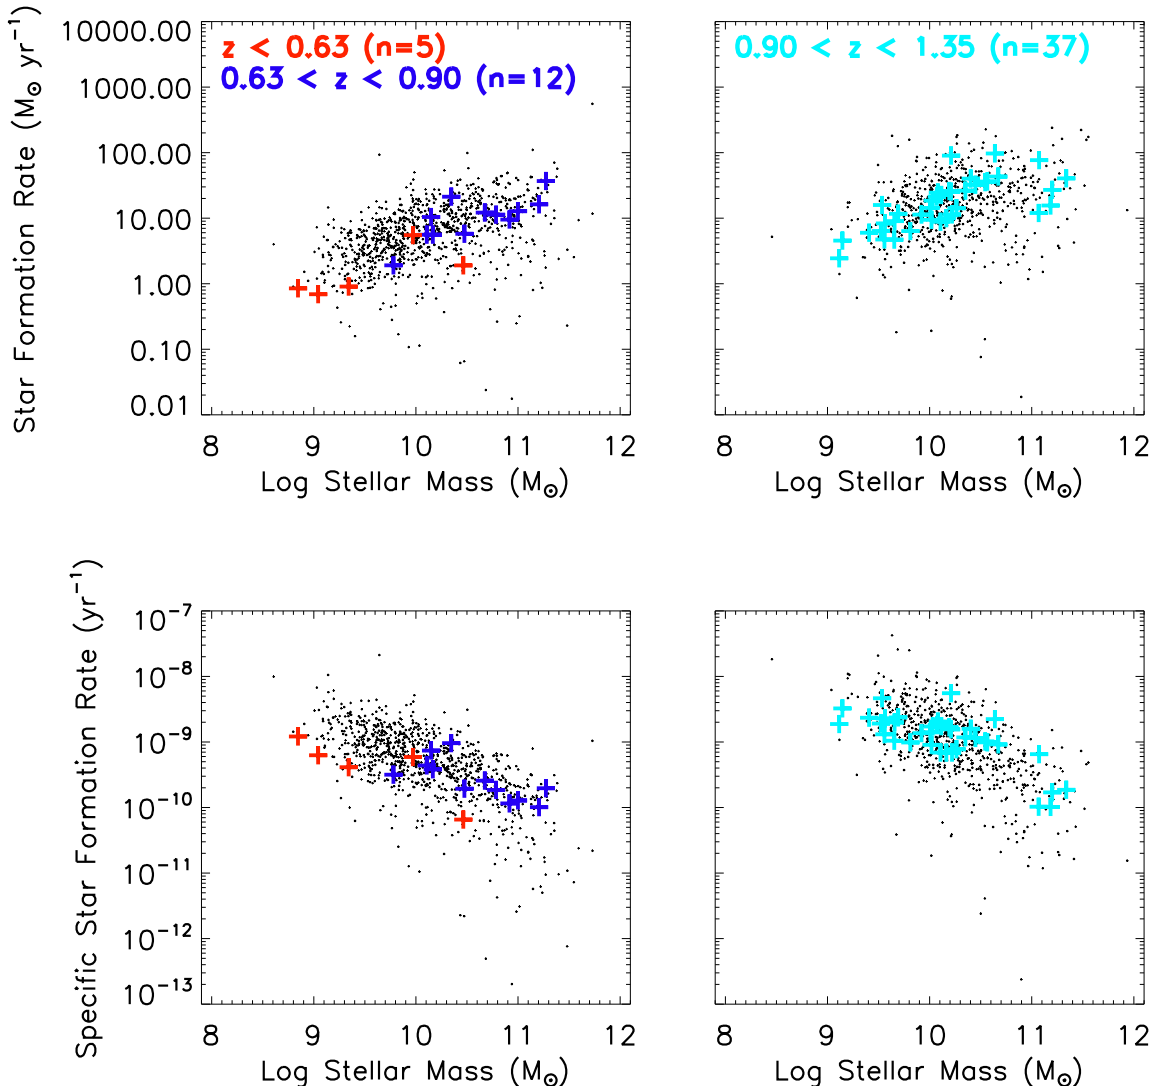 Star Formation Rate (M☉ yr⁻¹)
10000.00
1000.00
100.00
10.00
1.00
0.10
0.01
z < 0.63 (n=5)
0.63 < z < 0.90 (n=12)
8 9 10 11 12
Log Stellar Mass (M☉)
0.90 < z < 1.35 (n=37)
8 9 10 11 12
Log Stellar Mass (M☉)
Specific Star Formation Rate (yr⁻¹)
10⁻⁷
10⁻⁸
10⁻⁹
10⁻¹⁰
10⁻¹¹
10⁻¹²
10⁻¹³
8 9 10 11 12
Log Stellar Mass (M☉)
8 9 10 11 12
Log Stellar Mass (M☉)